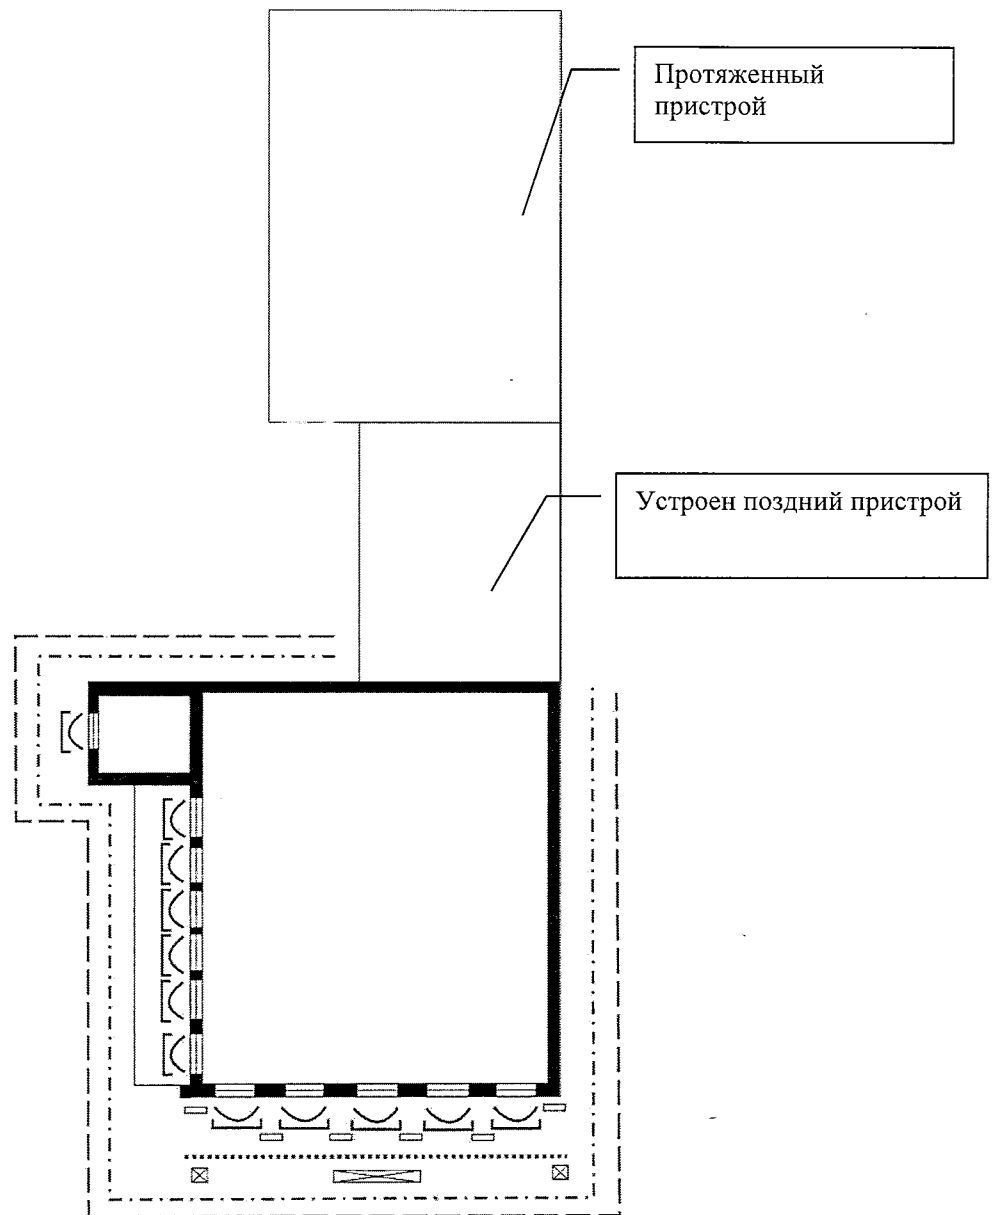 Протяженный
пристрой
Устроен поздний пристрой